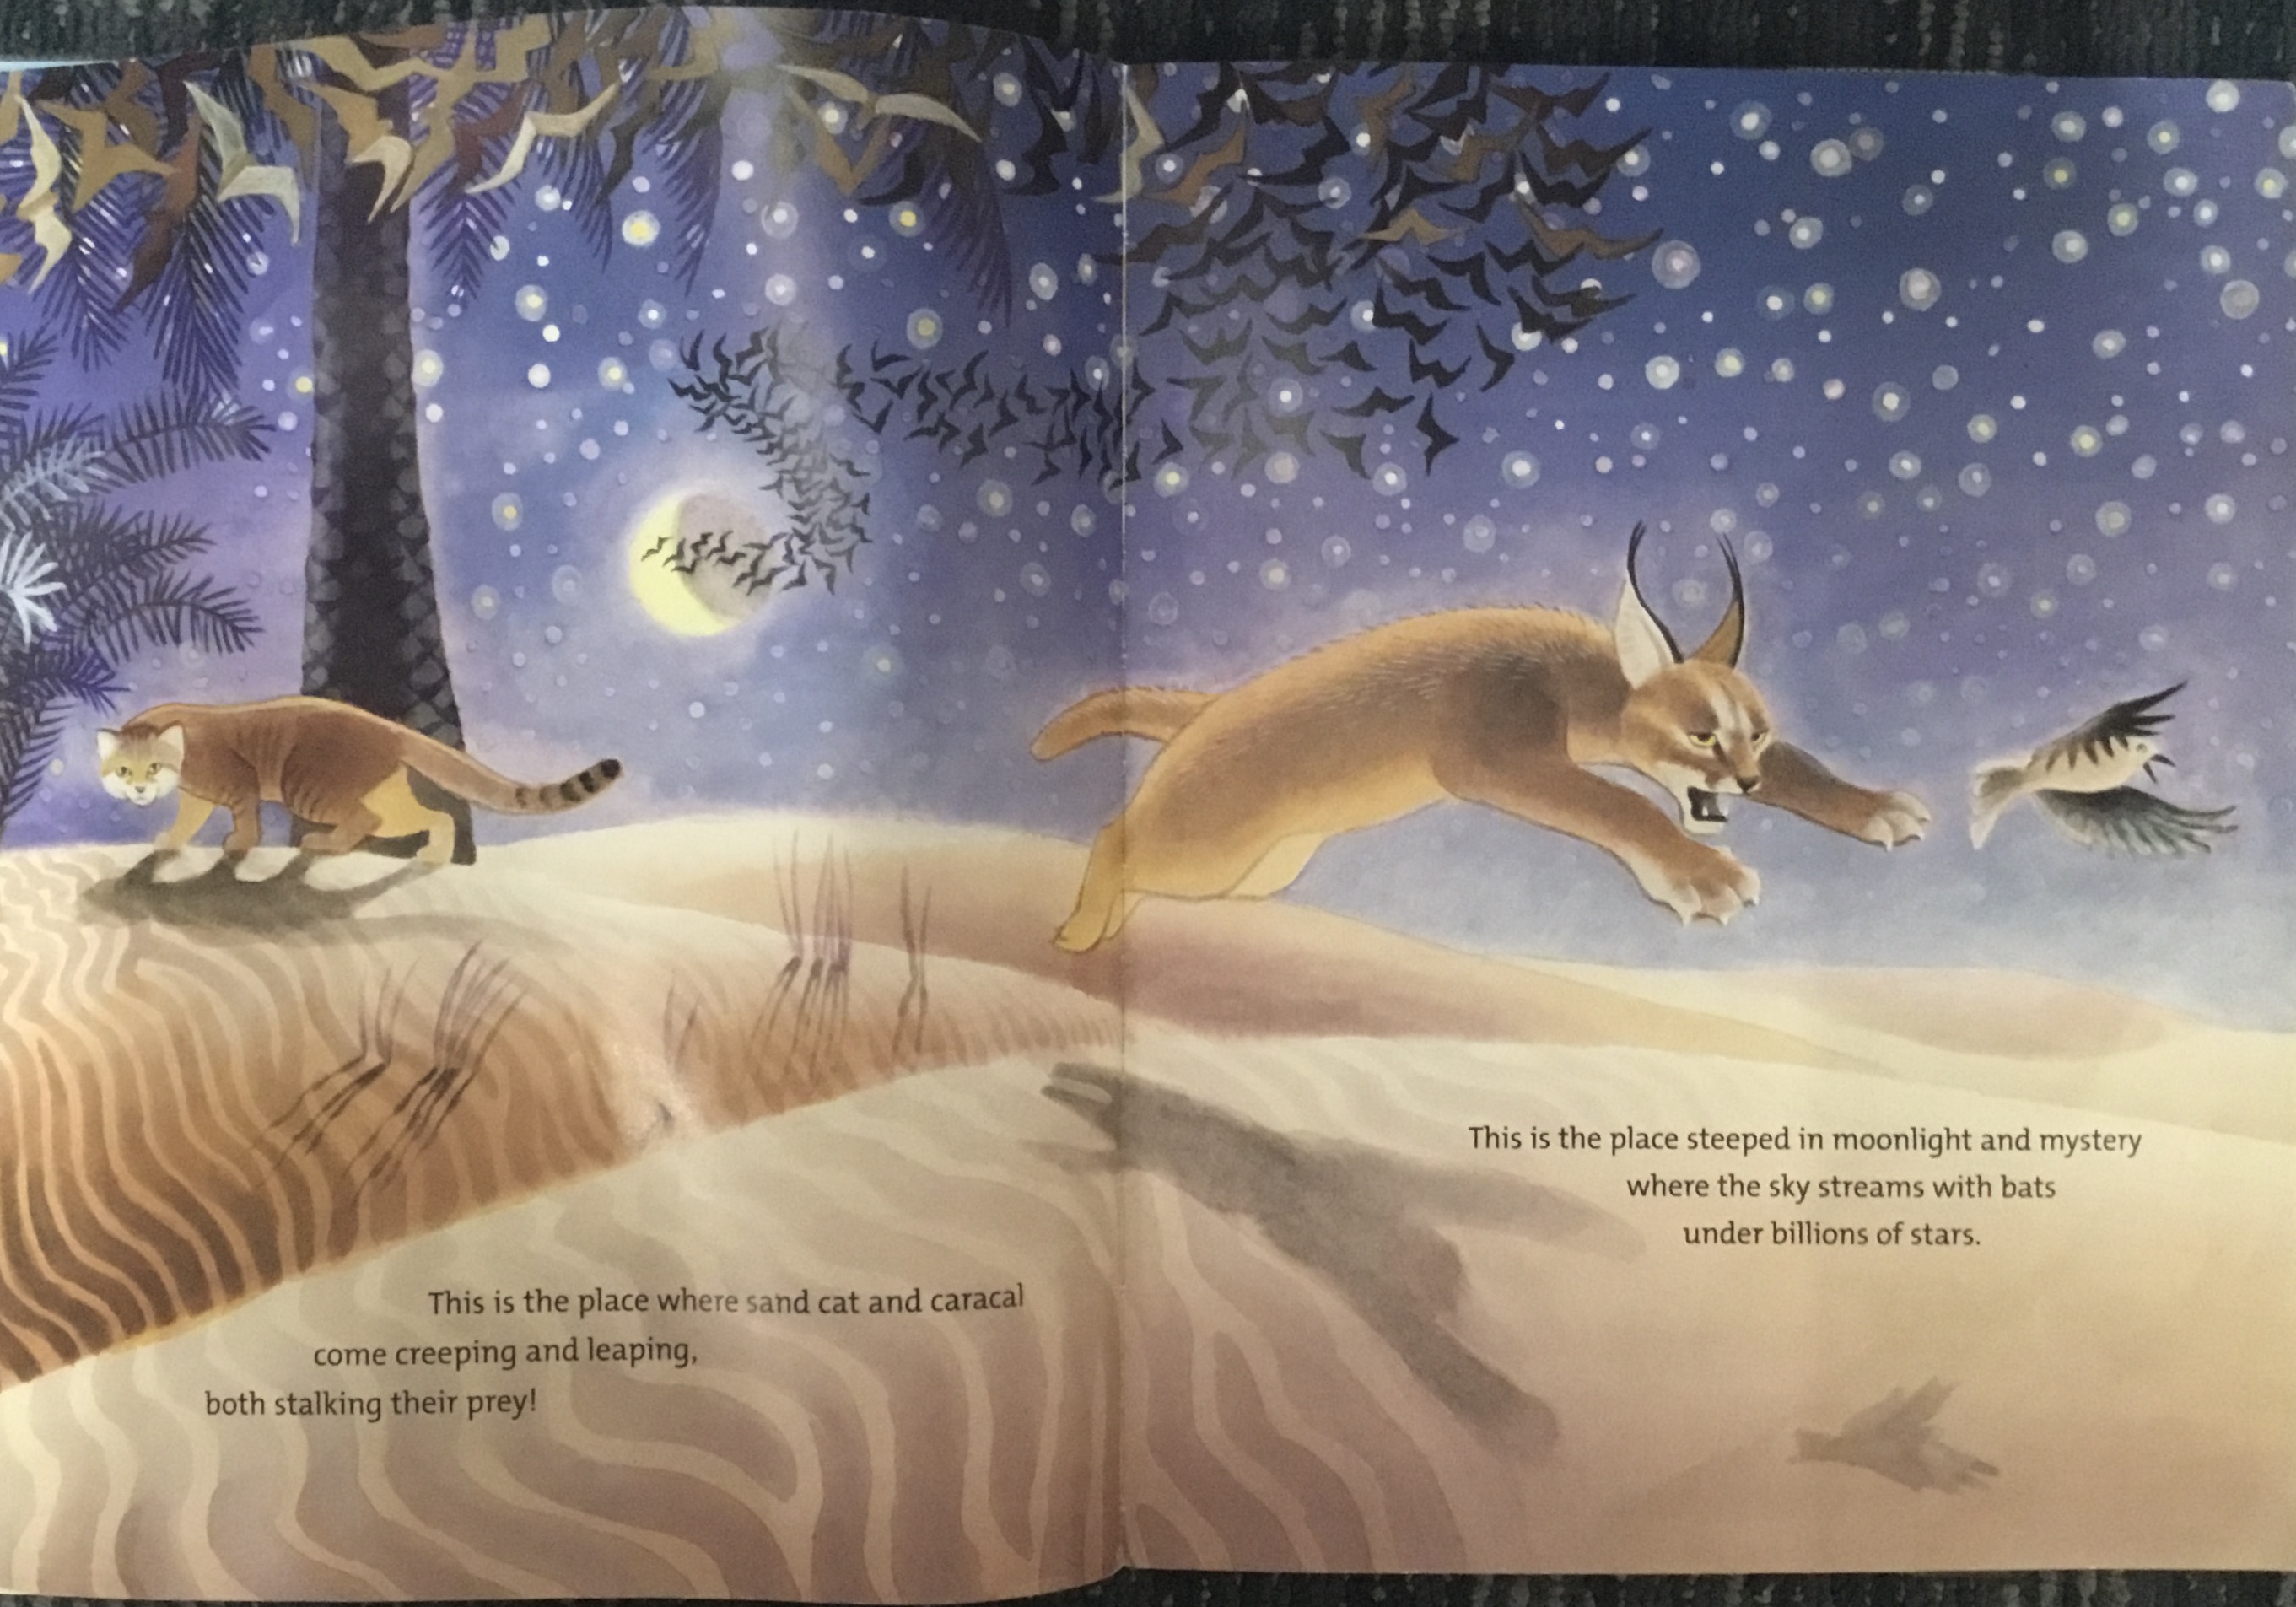 This is the place where sand cat and caracal
come creeping and leaping,
both stalking their prey!
This is the place steeped in moonlight and mystery
where the sky streams with bats
under billions of stars.